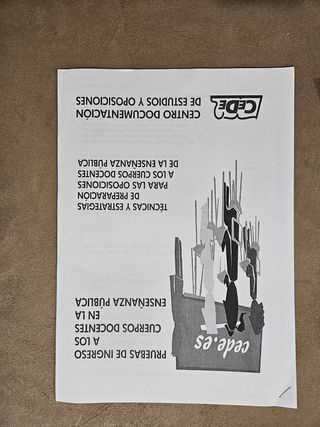 PRUEBAS DE INGRESO
A LOS
CUERPOS DOCENTES
EN LA
ENSEÑANZA PÚBLICA
cede.es
TÉCNICAS Y ESTRATEGIAS
DE PREPARACIÓN
PARA LAS OPOSICIONES
A LOS CUERPOS DOCENTES
DE LA ENSEÑANZA PÚBLICA
CENTRO DOCUMENTACIÓN
DE ESTUDIOS Y OPOSICIONES
CEDE